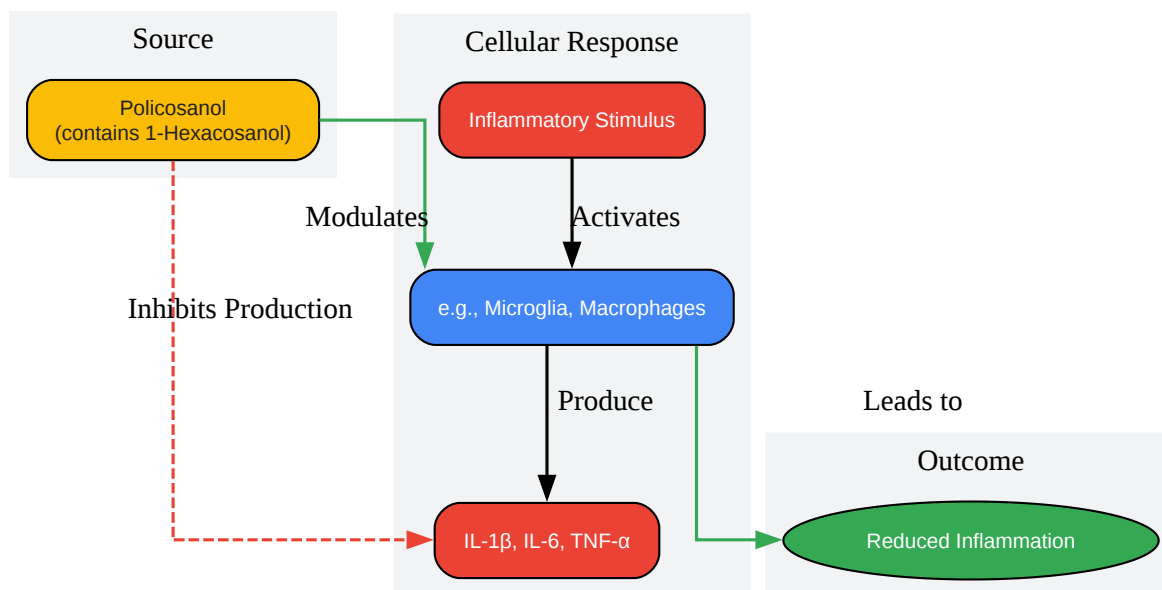 Source
Cellular Response
Policosanol
(contains 1-Hexacosanol)
Inflammatory Stimulus
Modulates
Activates
Inhibits Production
e.g., Microglia, Macrophages
Produce
Leads to
Outcome
IL-1β, IL-6, TNF-α
Reduced Inflammation